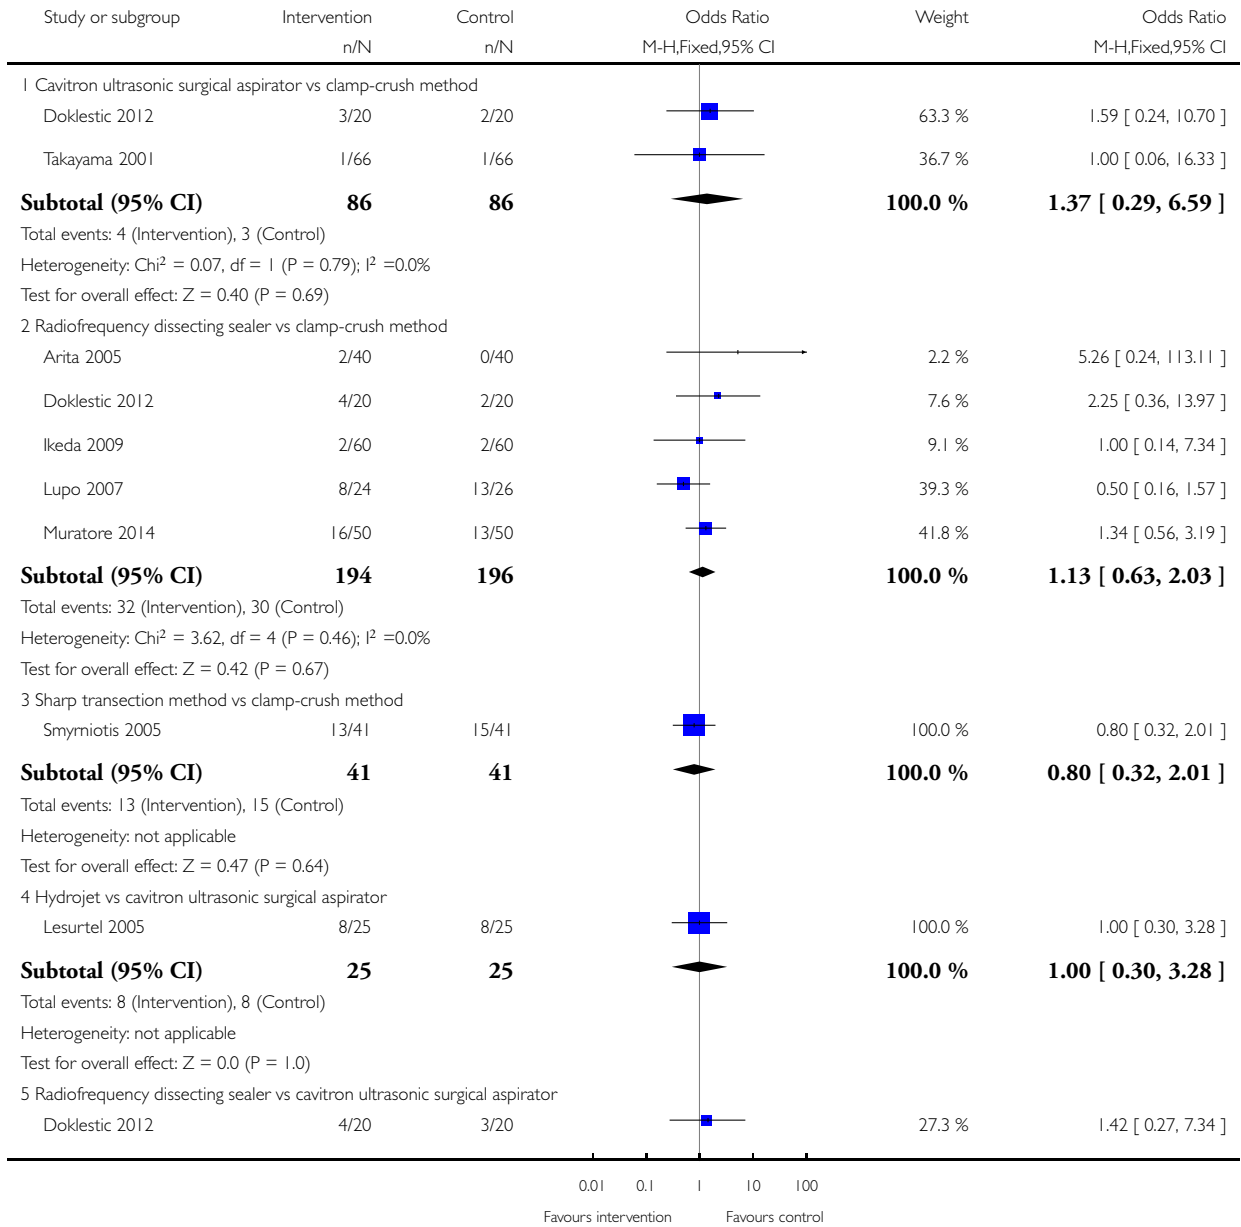 Study or subgroup Intervention Control Odds Ratio Weight Odds Ratio
n/N n/N M-H,Fixed,95% CI M-H,Fixed,95% CI
1 Cavitron ultrasonic surgical aspirator vs clamp-crush method
Doklestic 2012 3/20 2/20 63.3 % 1.59 [ 0.24, 10.70 ]
Takayama 2001 1/66 1/66 36.7 % 1.00 [ 0.06, 16.33 ]
Subtotal (95% CI) 86 86 100.0 % 1.37 [ 0.29, 6.59 ]
Total events: 4 (Intervention), 3 (Control)
Heterogeneity: Chi² = 0.07, df = 1 (P = 0.79); I² =0.0%
Test for overall effect: Z = 0.40 (P = 0.69)
2 Radiofrequency dissecting sealer vs clamp-crush method
Arita 2005 2/40 0/40 2.2 % 5.26 [ 0.24, 113.11 ]
Doklestic 2012 4/20 2/20 7.6 % 2.25 [ 0.36, 13.97 ]
Ikeda 2009 2/60 2/60 9.1 % 1.00 [ 0.14, 7.34 ]
Lupo 2007 8/24 13/26 39.3 % 0.50 [ 0.16, 1.57 ]
Muratore 2014 16/50 13/50 41.8 % 1.34 [ 0.56, 3.19 ]
Subtotal (95% CI) 194 196 100.0 % 1.13 [ 0.63, 2.03 ]
Total events: 32 (Intervention), 30 (Control)
Heterogeneity: Chi² = 3.62, df = 4 (P = 0.46); I² =0.0%
Test for overall effect: Z = 0.42 (P = 0.67)
3 Sharp transection method vs clamp-crush method
Smyrniotis 2005 13/41 15/41 100.0 % 0.80 [ 0.32, 2.01 ]
Subtotal (95% CI) 41 41 100.0 % 0.80 [ 0.32, 2.01 ]
Total events: 13 (Intervention), 15 (Control)
Heterogeneity: not applicable
Test for overall effect: Z = 0.47 (P = 0.64)
4 Hydrojet vs cavitron ultrasonic surgical aspirator
Lesurtel 2005 8/25 8/25 100.0 % 1.00 [ 0.30, 3.28 ]
Subtotal (95% CI) 25 25 100.0 % 1.00 [ 0.30, 3.28 ]
Total events: 8 (Intervention), 8 (Control)
Heterogeneity: not applicable
Test for overall effect: Z = 0.0 (P = 1.0)
5 Radiofrequency dissecting sealer vs cavitron ultrasonic surgical aspirator
Doklestic 2012 4/20 3/20 27.3 % 1.42 [ 0.27, 7.34 ]
0.01 0.1 1 10 100
Favours intervention Favours control